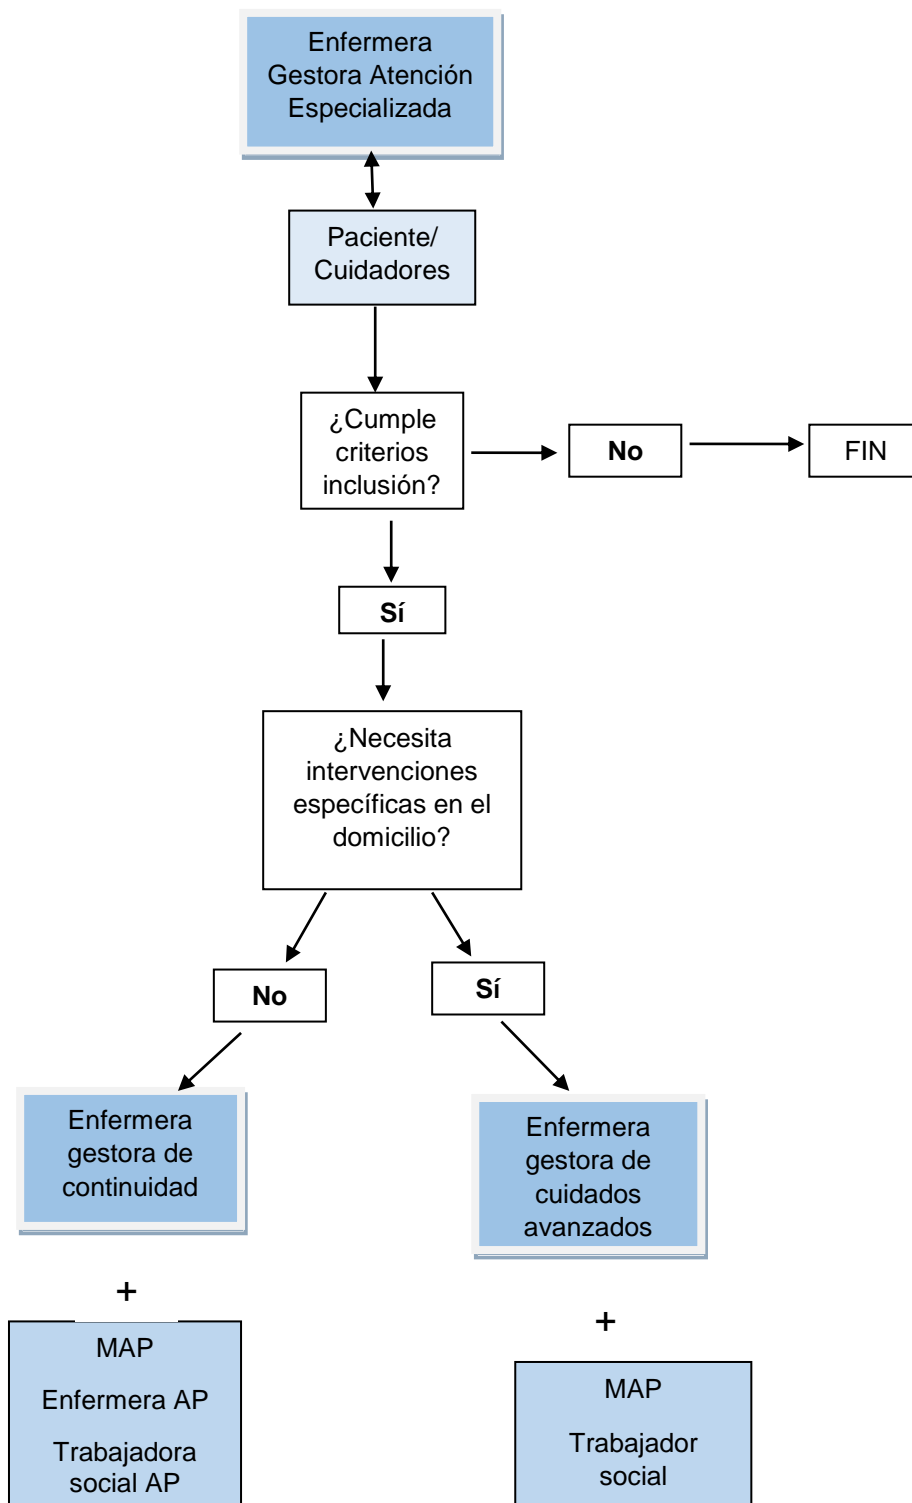 Enfermera
Gestora Atención
Especializada
Paciente/
Cuidadores
¿Cumple
criterios
inclusión?
No
FIN
Sí
¿Necesita
intervenciones
específicas en el
domicilio?
No
Sí
Enfermera
gestora de
continuidad
Enfermera
gestora de
cuidados
avanzados
+
+
MAP
Enfermera AP
Trabajadora
social AP
MAP
Trabajador
social